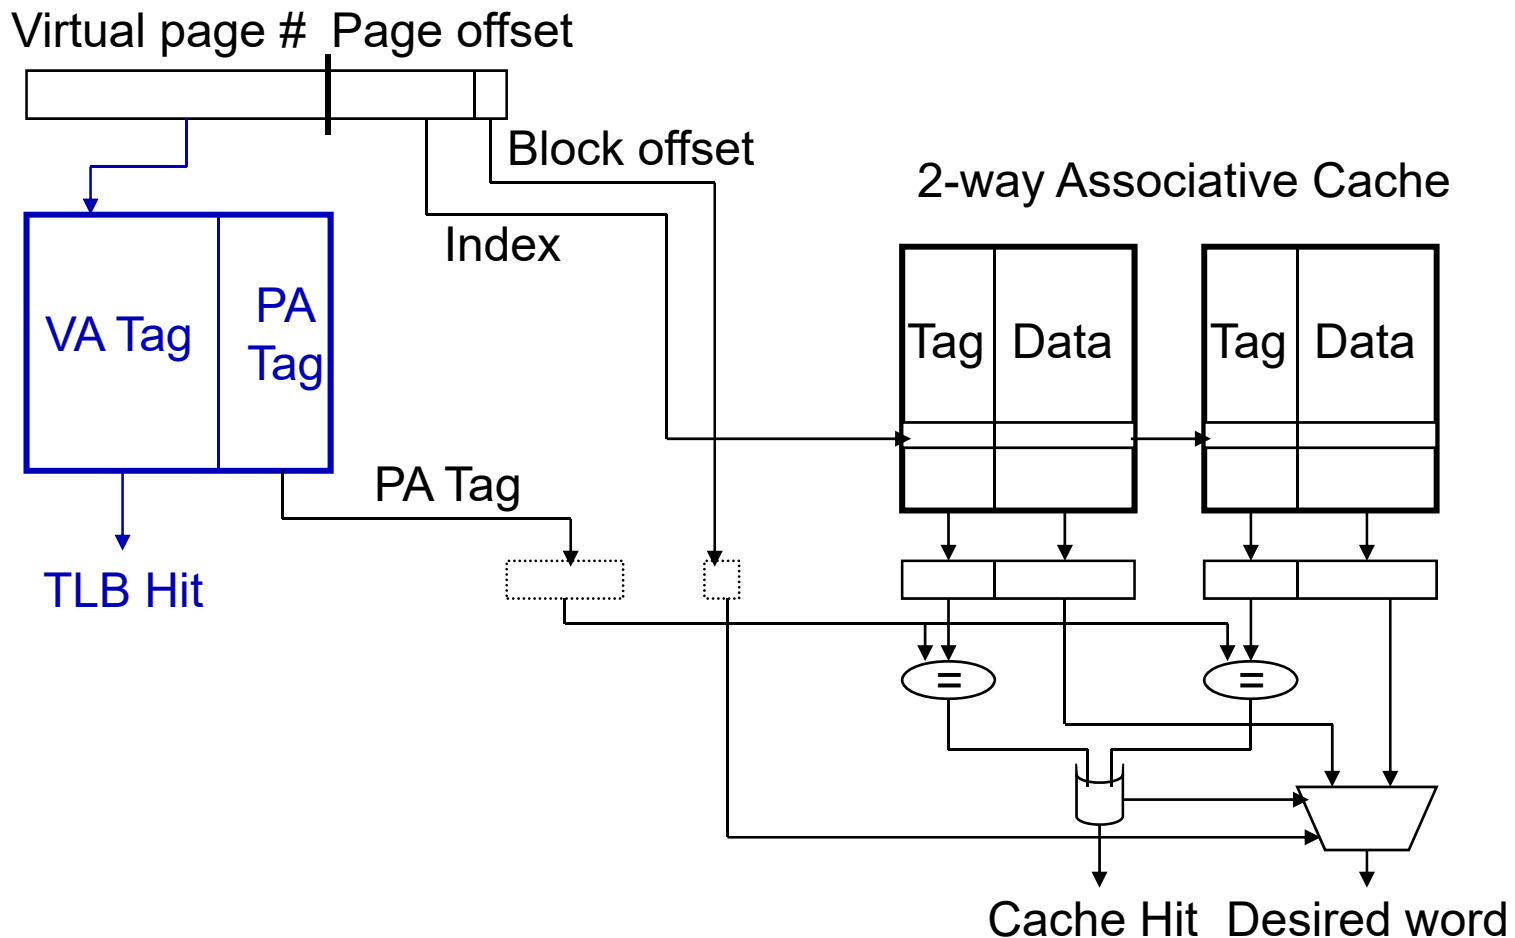 Virtual page # Page offset
Block offset
2-way Associative Cache
Index
VA Tag
PA
Tag
Tag Data
Tag Data
PA Tag
TLB Hit
=
=
Cache Hit
Desired word